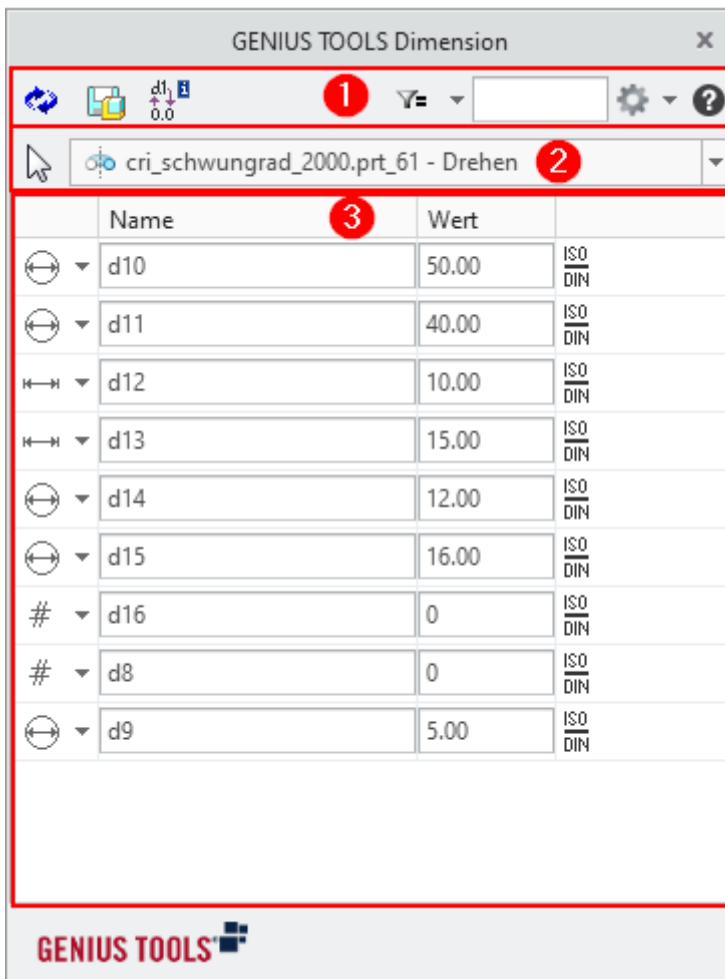 GENIUS TOOLS Dimension
d1 i 0.0 1 =
cri_schwungrad_2000.prt_61 - Drehen 2
Name 3 Wert
d10 50.00 ISO DIN
d11 40.00 ISO DIN
d12 10.00 ISO DIN
d13 15.00 ISO DIN
d14 12.00 ISO DIN
d15 16.00 ISO DIN
# d16 0 ISO DIN
# d8 0 ISO DIN
d9 5.00 ISO DIN
GENIUS TOOLS